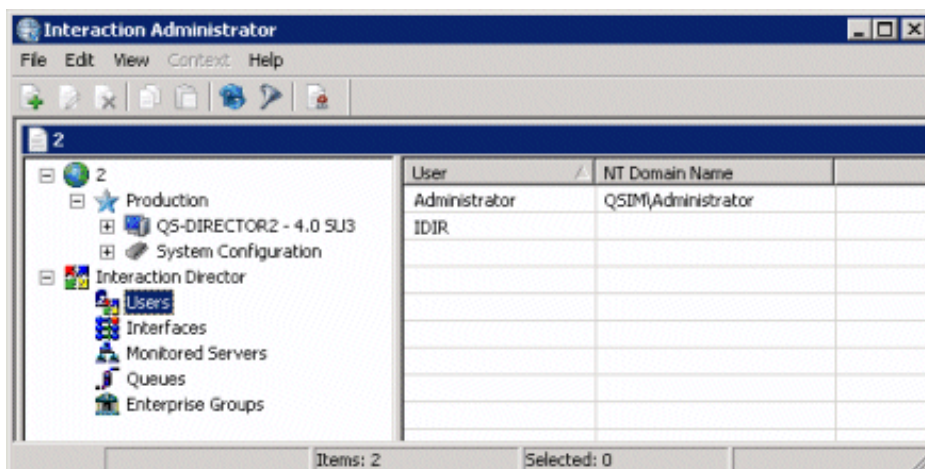 Interaction Administrator
File Edit View Context Help
2
2
Production
QS-DIRECTOR2 - 4.0 SU3
System Configuration
Interaction Director
Users
Interfaces
Monitored Servers
Queues
Enterprise Groups
User NT Domain Name
Administrator QSIM\Administrator
IDIR
Items: 2 Selected: 0